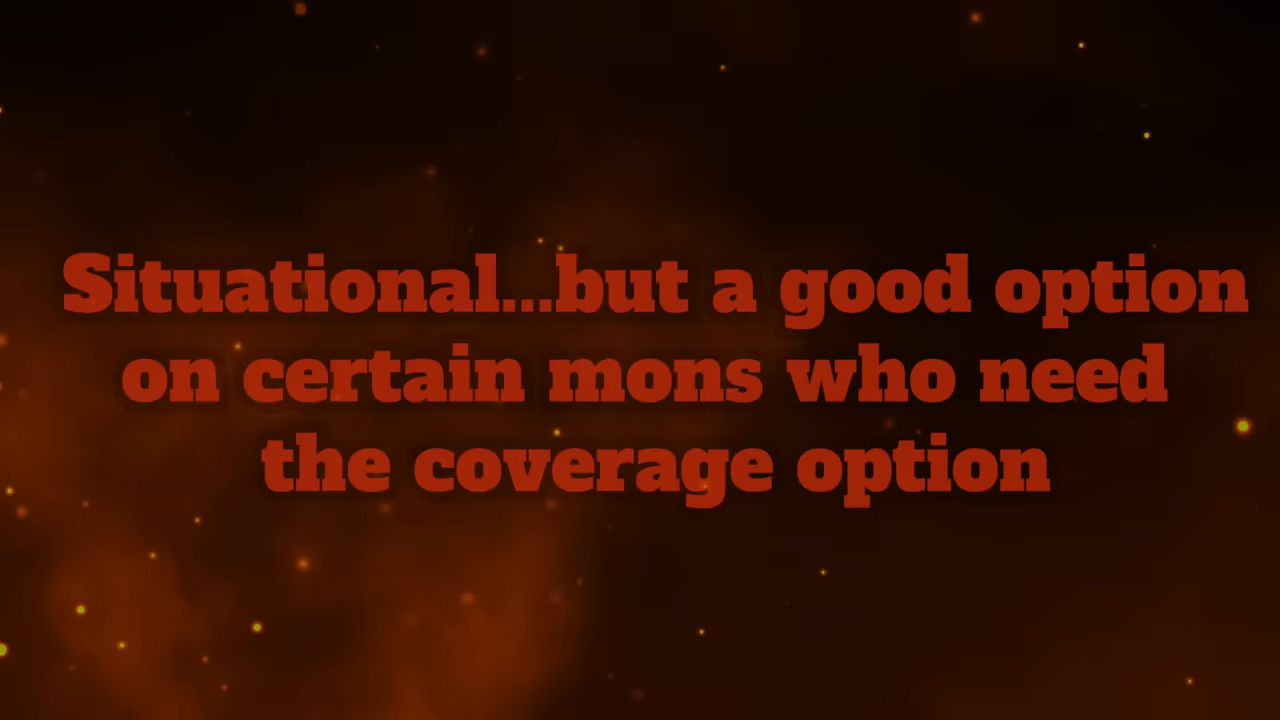 Situational...but a good option
on certain mons who need
the coverage option